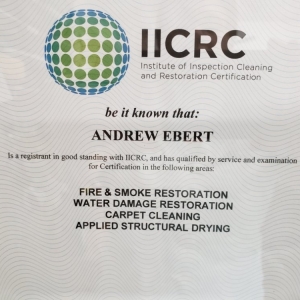 IICRC
Institute of Inspection Cleaning
and Restoration Certification
be it known that:
ANDREW EBERT
Is a registrant in good standing with IICRC, and has qualified by service and examination
for Certification in the following areas:
FIRE & SMOKE RESTORATION
WATER DAMAGE RESTORATION
CARPET CLEANING
APPLIED STRUCTURAL DRYING